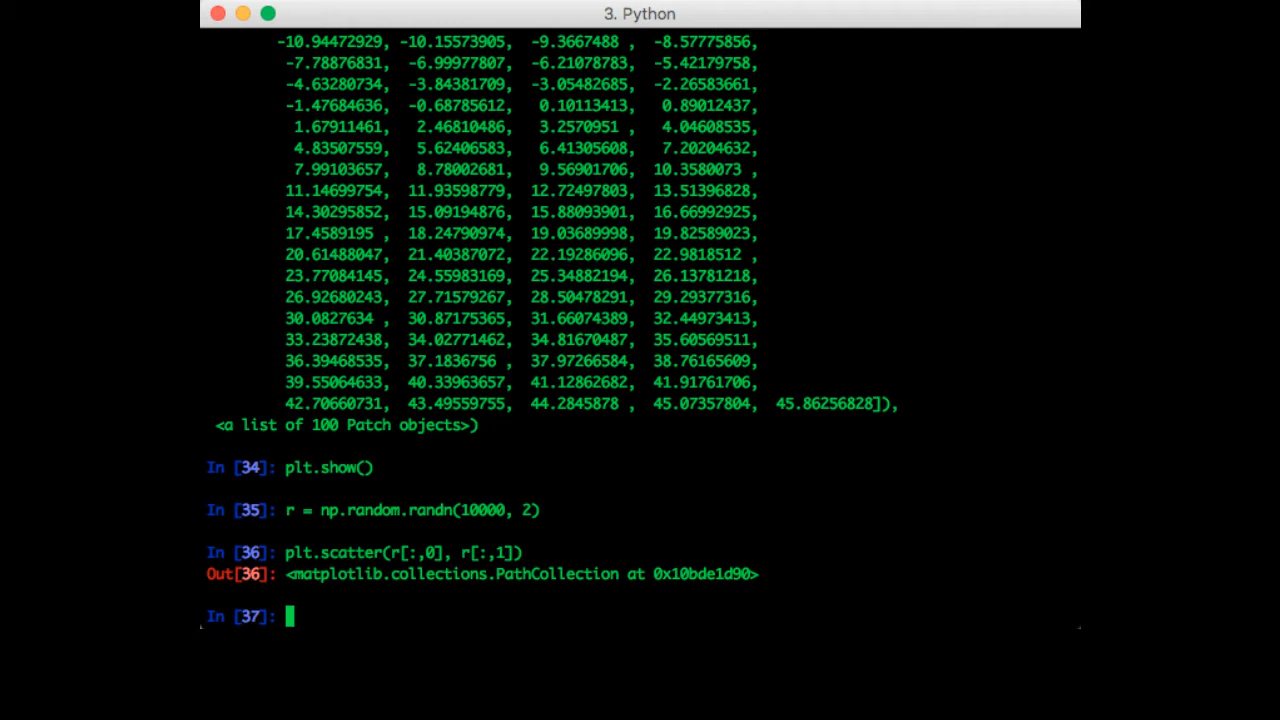 3. Python
-10.94472929, -10.15573905, -9.3667488 , -8.57775856,
-7.78876831, -6.99977807, -6.21078783, -5.42179758,
-4.63280734, -3.84381709, -3.05482685, -2.26583661,
-1.47684636, -0.68785612, 0.10113413, 0.89012437,
1.67911461, 2.46810486, 3.2570951 , 4.04608535,
4.83507559, 5.62406583, 6.41305608, 7.20204632,
7.99103657, 8.78002681, 9.56901706, 10.3580073 ,
11.14699754, 11.93598779, 12.72497803, 13.51396828,
14.30295852, 15.09194876, 15.88093901, 16.66992925,
17.4589195 , 18.24790974, 19.03689998, 19.82589023,
20.61488047, 21.40387072, 22.19286096, 22.9818512 ,
23.77084145, 24.55983169, 25.34882194, 26.13781218,
26.92680243, 27.71579267, 28.50478291, 29.29377316,
30.0827634 , 30.87175365, 31.66074389, 32.44973413,
33.23872438, 34.02771462, 34.81670487, 35.60569511,
36.39468535, 37.1836756 , 37.97266584, 38.76165609,
39.55064633, 40.33963657, 41.12862682, 41.91761706,
42.70660731, 43.49559755, 44.2845878 , 45.07357804, 45.86256828]),
<a list of 100 Patch objects>)
In [34]: plt.show()
In [35]: r = np.random.randn(10000, 2)
In [36]: plt.scatter(r[:,0], r[:,1])
Out[36]: <matplotlib.collections.PathCollection at 0x10bde1d90>
In [37]: